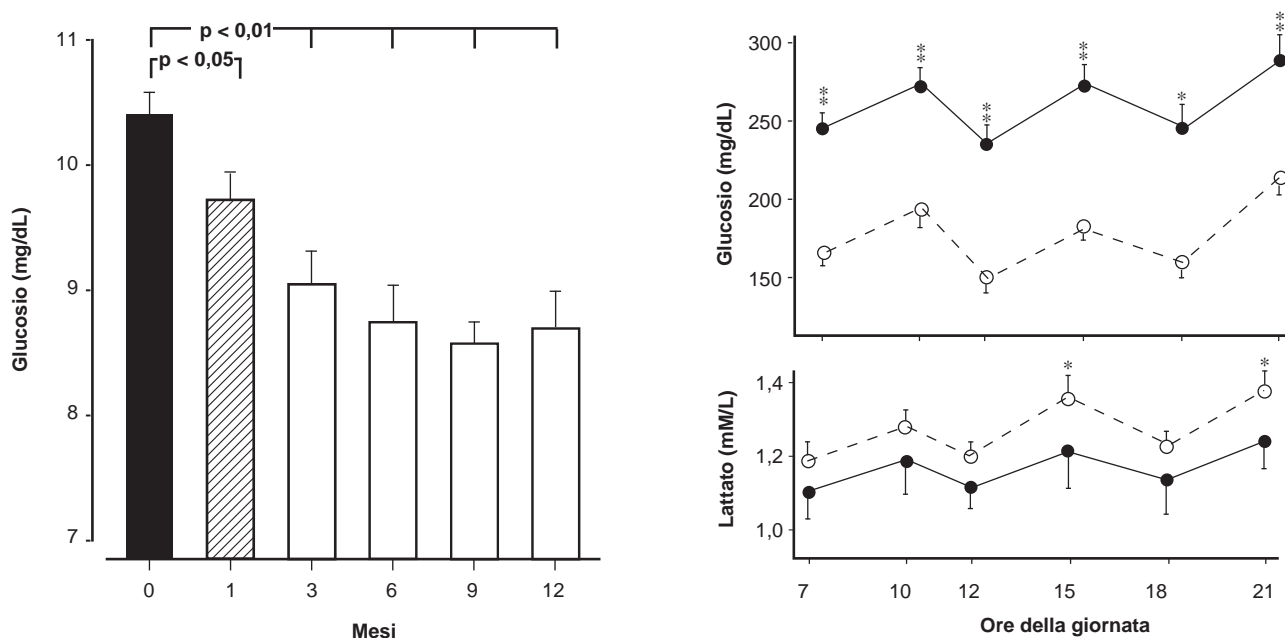 p < 0,01
p < 0,05
11
10
9
8
7
Glucosio (mg/dL)
0 1 3 6 9 12
Mesi
** ** ** ** * **
300
250
200
150
Glucosio (mg/dL)
* *
1,4
1,2
1,0
Lattato (mM/L)
7 10 12 15 18 21
Ore della giornata